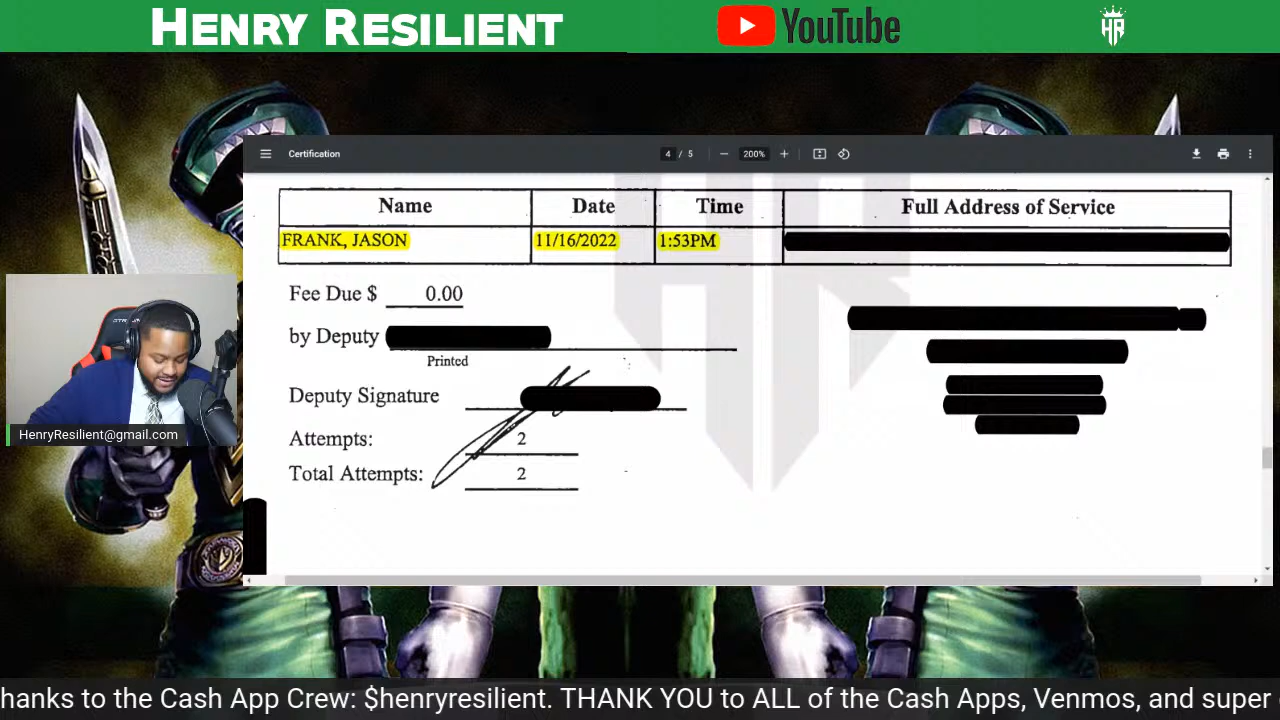 HENRY RESILIENT
YouTube
HR
Certification
4 / 5
200%
Name Date Time Full Address of Service
FRANK, JASON 11/16/2022 1:53PM
Fee Due $ 0.00
by Deputy
Printed
Deputy Signature
Attempts: 2
Total Attempts: 2
HenryResilient@gmail.com
hanks to the Cash App Crew: $henryresilient. THANK YOU to ALL of the Cash Apps, Venmos, and super